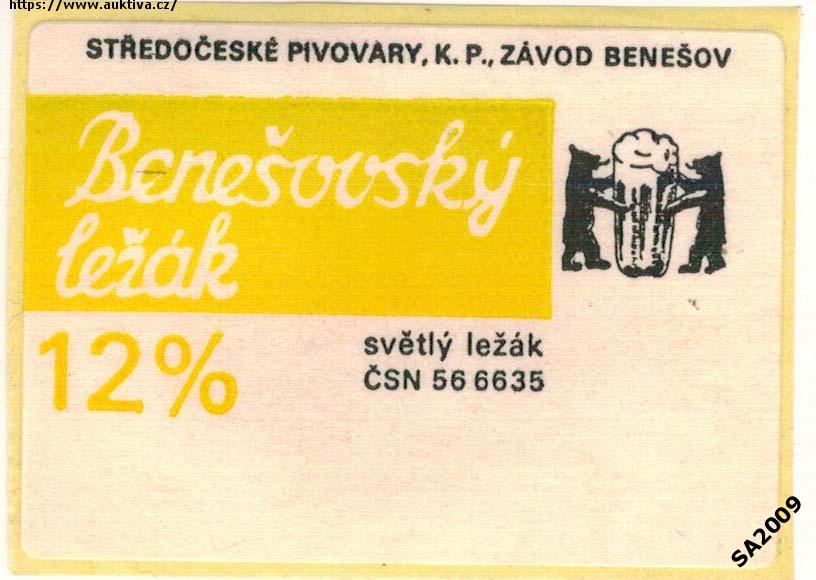 https://www.auktiva.cz/
STŘEDOČESKÉ PIVOVARY, K. P., ZÁVOD BENEŠOV
Benešovský
ležák
12%
světlý ležák
ČSN 56 6635
SA2009